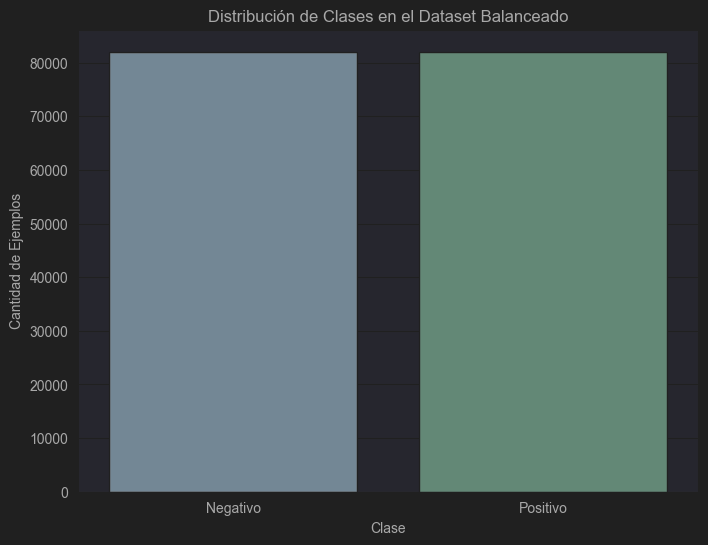 Distribución de Clases en el Dataset Balanceado
80000
70000
60000
50000
40000
30000
20000
10000
0
Cantidad de Ejemplos
Negativo
Positivo
Clase